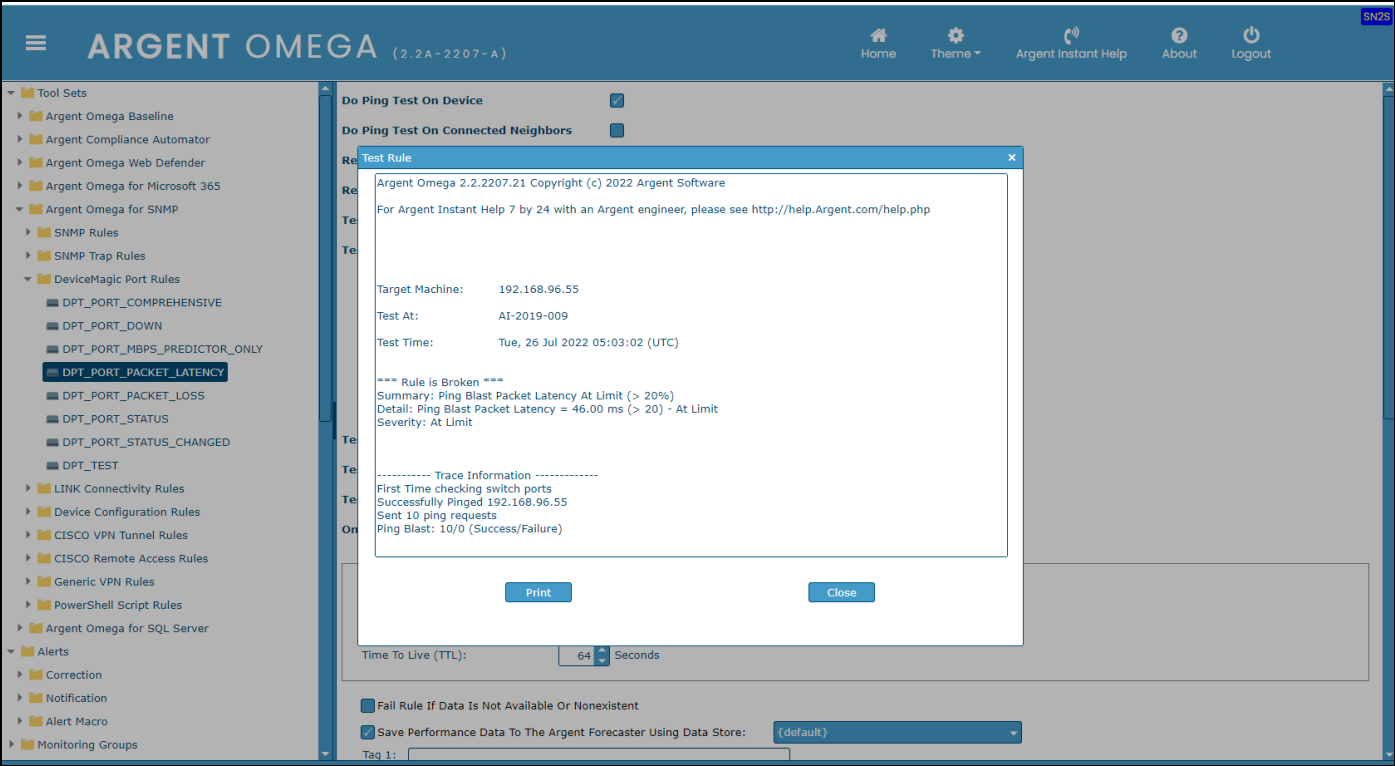 SN2S
ARGENT OMEGA (2.2A-2207-A)
Home
Theme
Argent Instant Help
About
Logout
Tool Sets
Argent Omega Baseline
Argent Compliance Automator
Argent Omega Web Defender
Argent Omega for Microsoft 365
Argent Omega for SNMP
SNMP Rules
SNMP Trap Rules
DeviceMagic Port Rules
DPT_PORT_COMPREHENSIVE
DPT_PORT_DOWN
DPT_PORT_MBPS_PREDICTOR_ONLY
DPT_PORT_PACKET_LATENCY
DPT_PORT_PACKET_LOSS
DPT_PORT_STATUS
DPT_PORT_STATUS_CHANGED
DPT_TEST
LINK Connectivity Rules
Device Configuration Rules
CISCO VPN Tunnel Rules
CISCO Remote Access Rules
Generic VPN Rules
PowerShell Script Rules
Argent Omega for SQL Server
Alerts
Correction
Notification
Alert Macro
Monitoring Groups
Do Ping Test On Device
Do Ping Test On Connected Neighbors
Re
Re
Te
Te
Te
Te
Te
On
Test Rule
×
Argent Omega 2.2.2207.21 Copyright (c) 2022 Argent Software
For Argent Instant Help 7 by 24 with an Argent engineer, please see http://help.Argent.com/help.php
Target Machine: 192.168.96.55
Test At: AI-2019-009
Test Time: Tue, 26 Jul 2022 05:03:02 (UTC)
*** Rule is Broken ***
Summary: Ping Blast Packet Latency At Limit (> 20%)
Detail: Ping Blast Packet Latency = 46.00 ms (> 20) - At Limit
Severity: At Limit
----------- Trace Information -------------
First Time checking switch ports
Successfully Pinged 192.168.96.55
Sent 10 ping requests
Ping Blast: 10/0 (Success/Failure)
Print
Close
Time To Live (TTL): 64 Seconds
Fail Rule If Data Is Not Available Or Nonexistent
Save Performance Data To The Argent Forecaster Using Data Store: {default}
Tag 1: